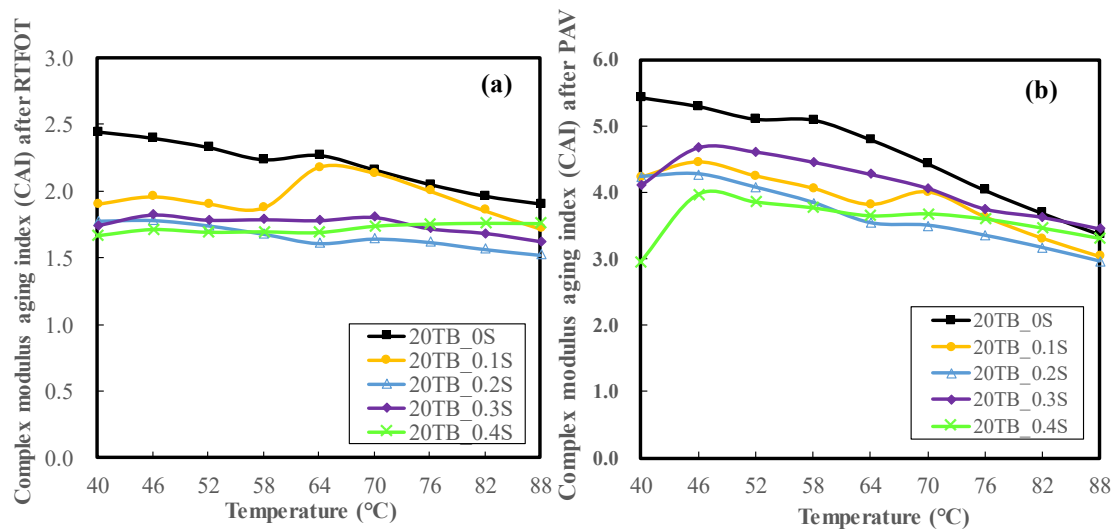 Complex modulus aging index (CAI) after RTFOT
3.0
2.5
2.0
1.5
1.0
0.5
0.0
(a)
20TB_0S
20TB_0.1S
20TB_0.2S
20TB_0.3S
20TB_0.4S
40 46 52 58 64 70 76 82 88
Temperature (°C)
Complex modulus aging index (CAI) after PAV
6.0
5.0
4.0
3.0
2.0
1.0
0.0
(b)
20TB_0S
20TB_0.1S
20TB_0.2S
20TB_0.3S
20TB_0.4S
40 46 52 58 64 70 76 82 88
Temperature (°C)